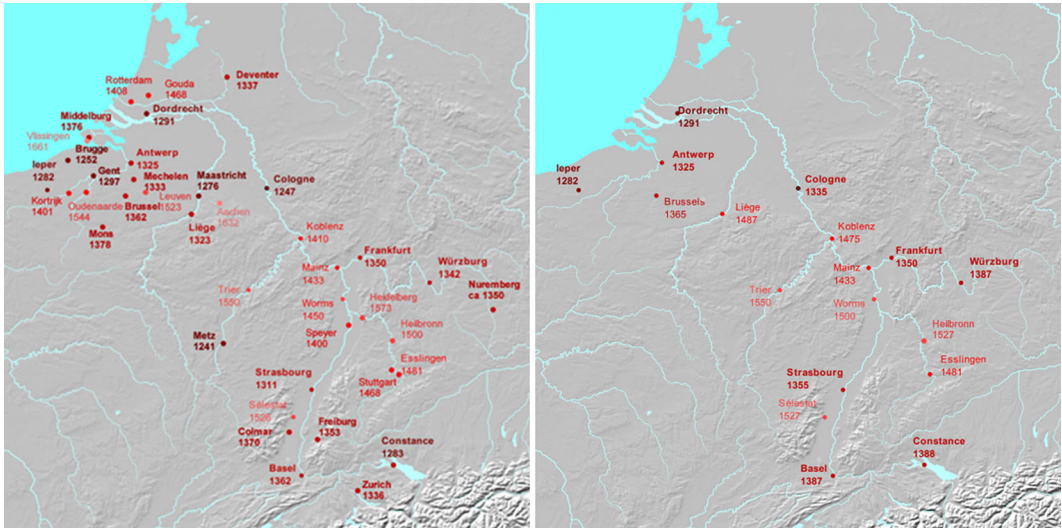 Rotterdam
1408
Gouda
1468
Deventer
1337
Middelburg
1376
Dordrecht
1291
Vlissingen
1661
Brugge
1252
Ieper
1282
Gent
1297
Antwerp
1325
Mechelen
1333
Maastricht
1276
Cologne
1247
Kortrijk
1401
Oudenaarde
1544
Brussel
1362
Leuven
1523
Aachen
1632
Mons
1378
Liège
1323
Koblenz
1410
Frankfurt
1350
Mainz
1433
Würzburg
1342
Nuremberg
ca 1350
Trier
1550
Worms
1450
Heidelberg
1573
Speyer
1400
Heilbronn
1500
Metz
1241
Esslingen
1481
Stuttgart
1468
Strasbourg
1311
Sélestat
1526
Colmar
1370
Freiburg
1353
Constance
1283
Basel
1362
Zurich
1336
Dordrecht
1291
Antwerp
1325
Ieper
1282
Brussels
1365
Cologne
1335
Liège
1487
Koblenz
1475
Frankfurt
1350
Mainz
1433
Würzburg
1387
Trier
1550
Worms
1500
Heilbronn
1527
Esslingen
1481
Strasbourg
1355
Sélestat
1527
Constance
1388
Basel
1387